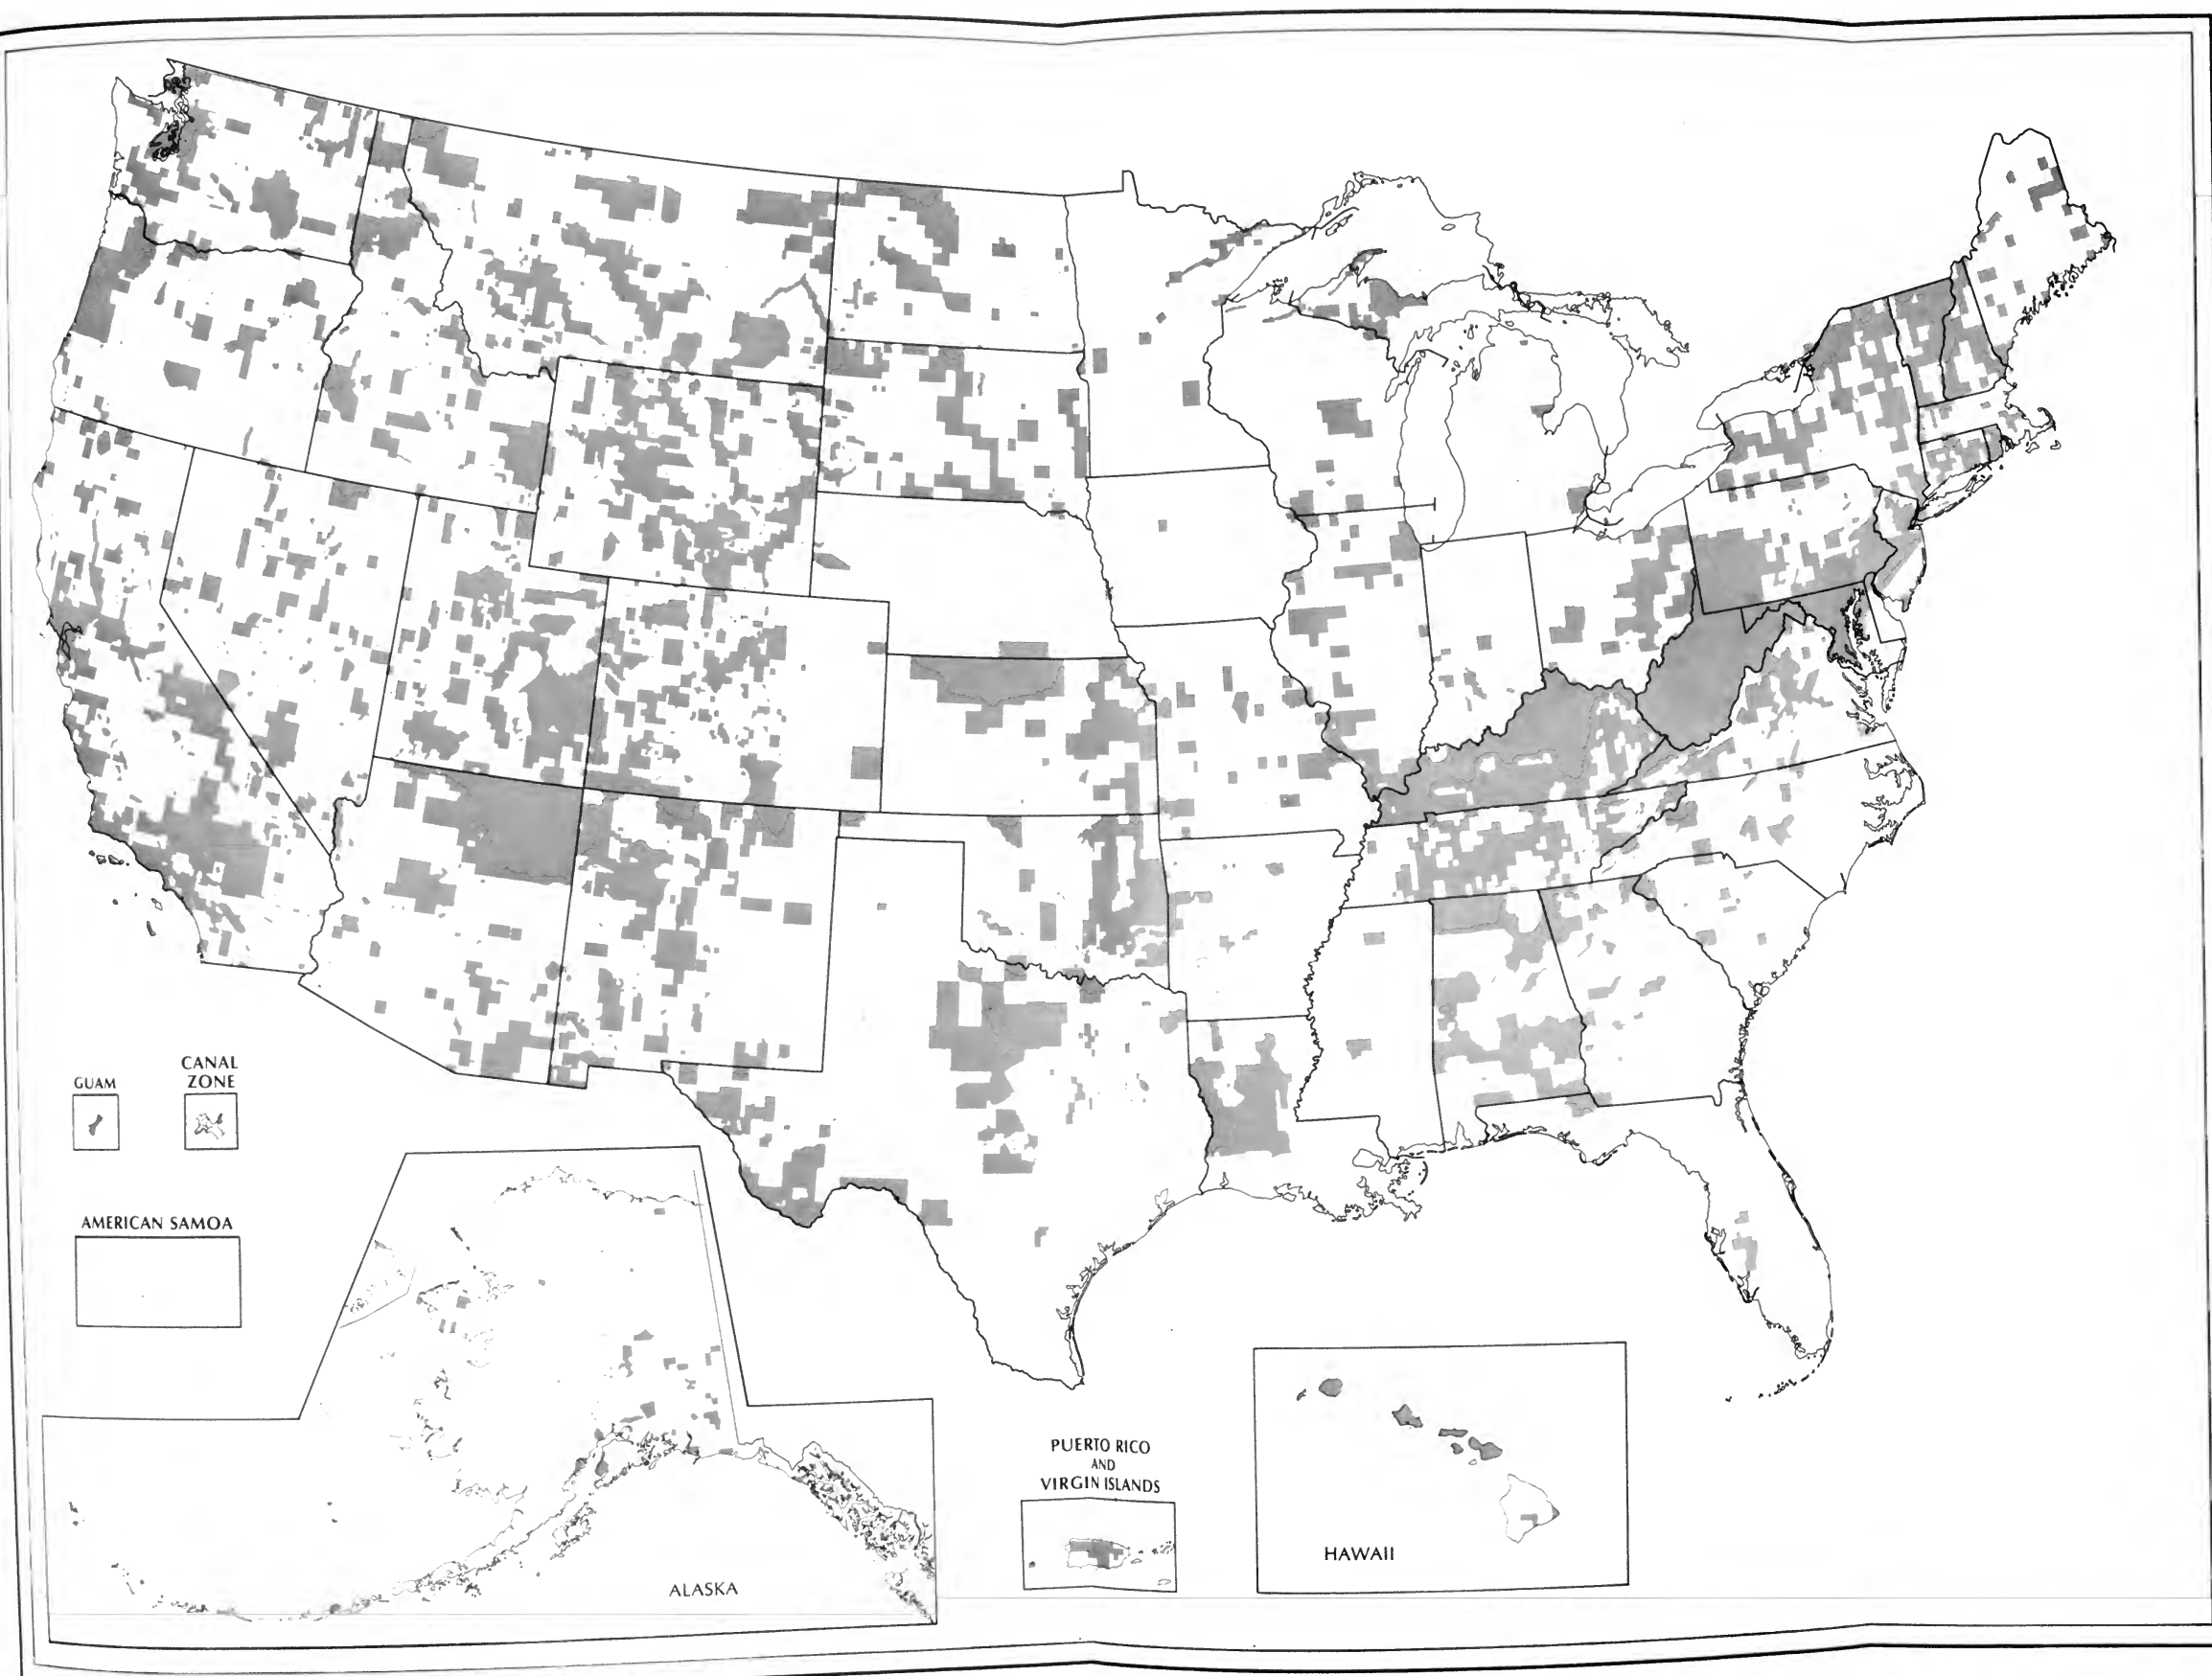 GUAM
CANAL
ZONE
AMERICAN SAMOA
ALASKA
PUERTO RICO
AND
VIRGIN ISLANDS
HAWAII